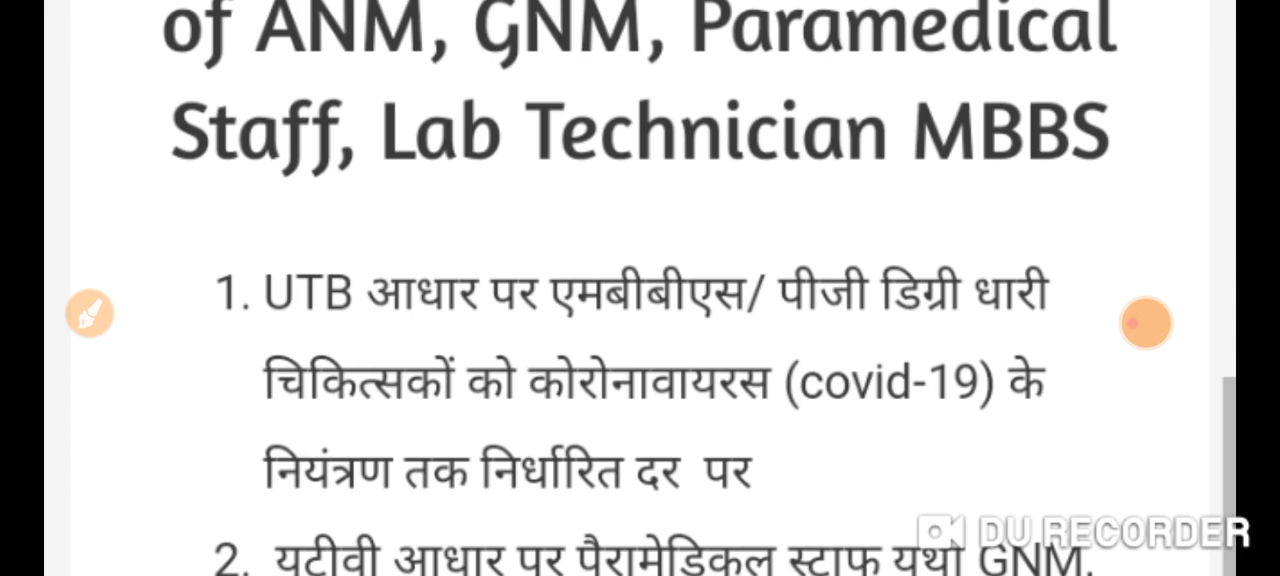 of ANM, GNM, Paramedical
Staff, Lab Technician MBBS
1. UTB आधार पर एमबीबीएस/ पीजी डिग्री धारी
चिकित्सकों को कोरोनावायरस (covid-19) के
नियंत्रण तक निर्धारित दर पर
DU RECORDER
2. यूटीवी आधार पर पैरामेडिकल स्टाफ यथा GNM,